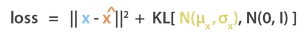 loss = || x - x̂ ||² + KL[ N(μₓ, σₓ), N(0, I) ]